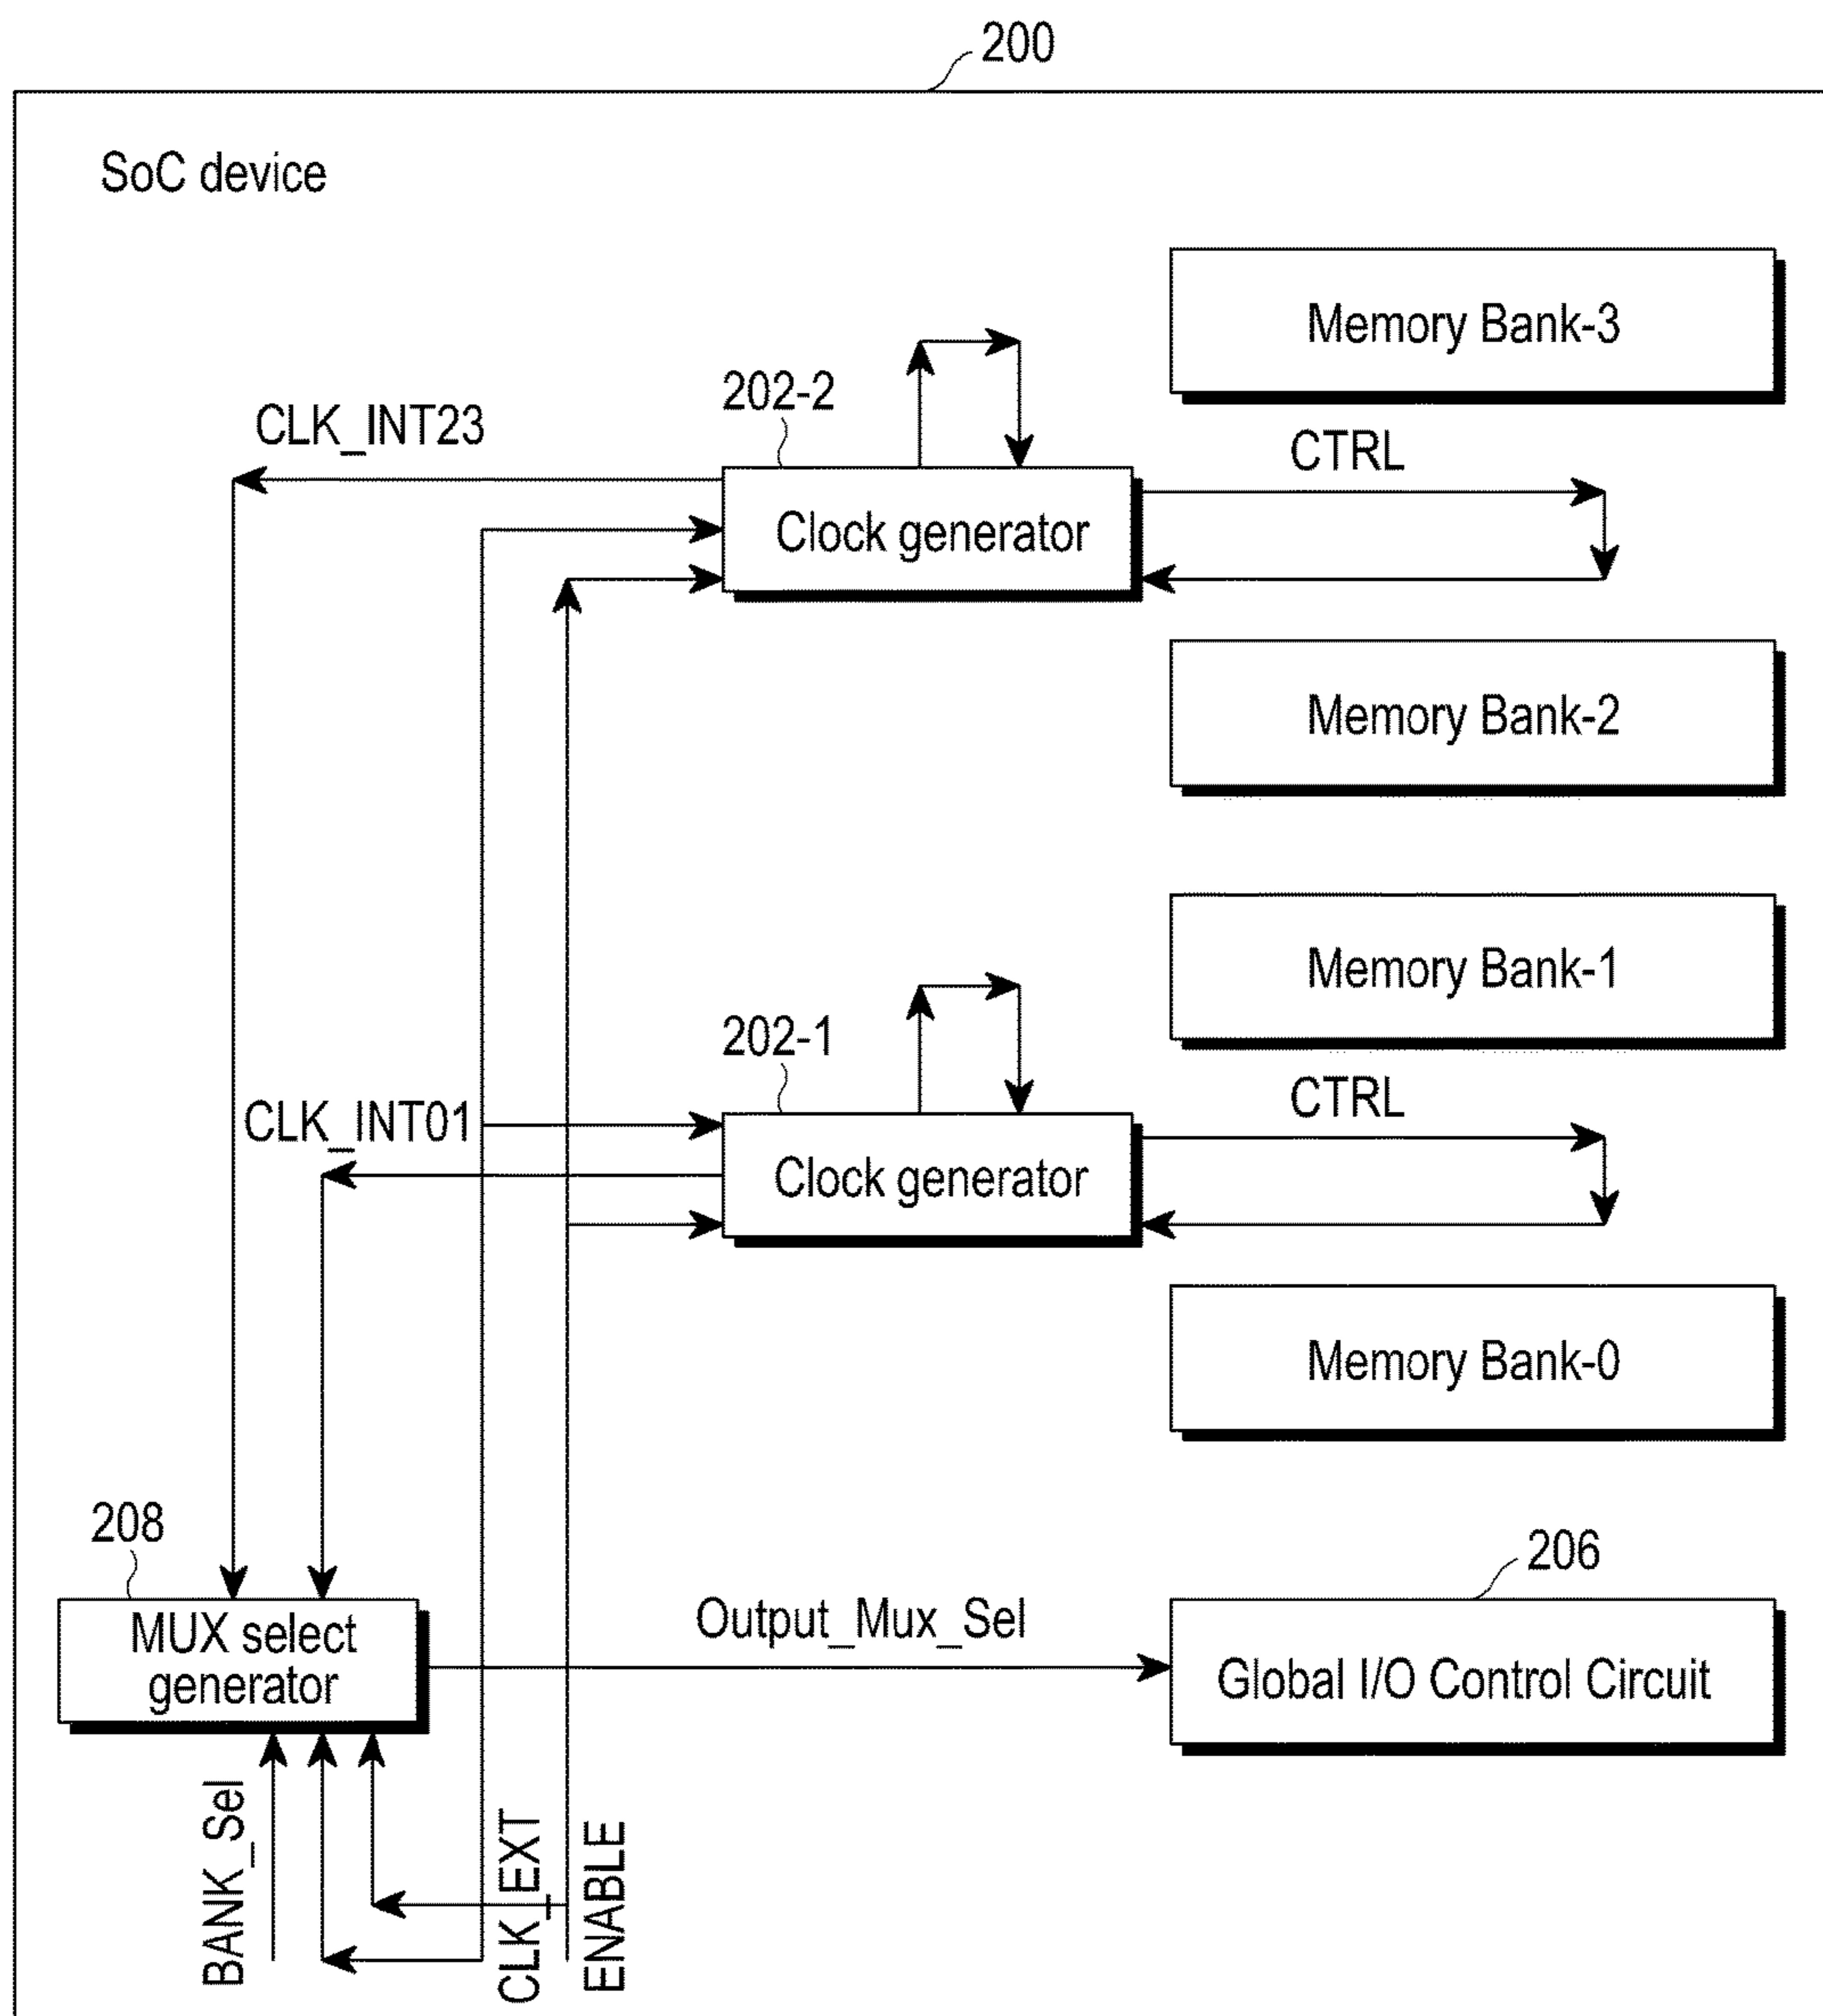 200
SoC device
Memory Bank-3
202-2
CLK_INT23
CTRL
Clock generator
Memory Bank-2
Memory Bank-1
202-1
CLK_INT01
CTRL
Clock generator
Memory Bank-0
208
206
MUX select
generator
Output_Mux_Sel
Global I/O Control Circuit
BANK_Sel
CLK_EXT
ENABLE